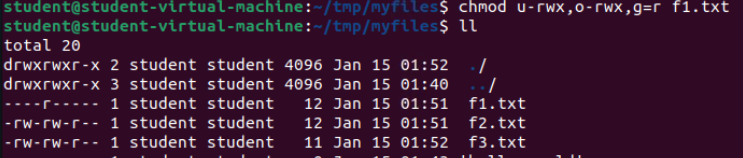 student@student-virtual-machine:~/tmp/myfiles$ chmod u-rwx,o-rwx,g=r f1.txt
student@student-virtual-machine:~/tmp/myfiles$ ll
total 20
drwxrwxr-x 2 student student 4096 Jan 15 01:52 ./
drwxrwxr-x 3 student student 4096 Jan 15 01:40 ../
----r----- 1 student student 12 Jan 15 01:51 f1.txt
-rw-rw-r-- 1 student student 12 Jan 15 01:51 f2.txt
-rw-rw-r-- 1 student student 11 Jan 15 01:52 f3.txt